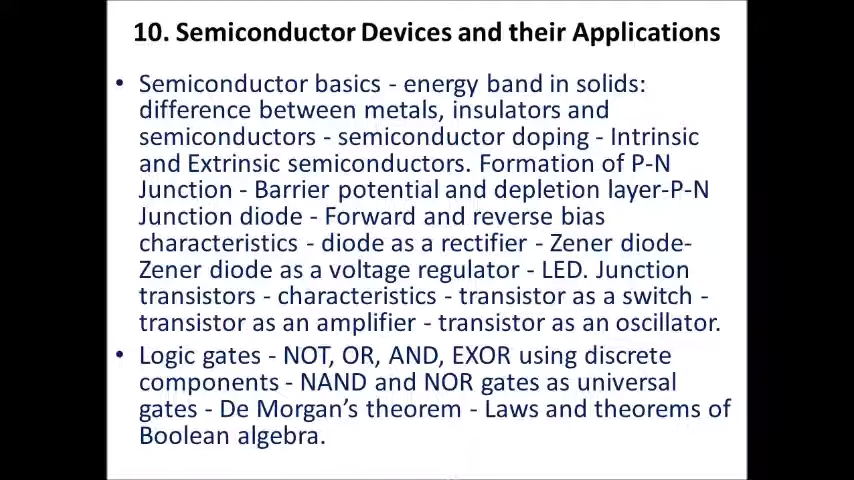 10. Semiconductor Devices and their Applications
• Semiconductor basics - energy band in solids:
difference between metals, insulators and
semiconductors - semiconductor doping - Intrinsic
and Extrinsic semiconductors. Formation of P-N
Junction - Barrier potential and depletion layer-P-N
Junction diode - Forward and reverse bias
characteristics - diode as a rectifier - Zener diode-
Zener diode as a voltage regulator - LED. Junction
transistors - characteristics - transistor as a switch -
transistor as an amplifier - transistor as an oscillator.
• Logic gates - NOT, OR, AND, EXOR using discrete
components - NAND and NOR gates as universal
gates - De Morgan’s theorem - Laws and theorems of
Boolean algebra.